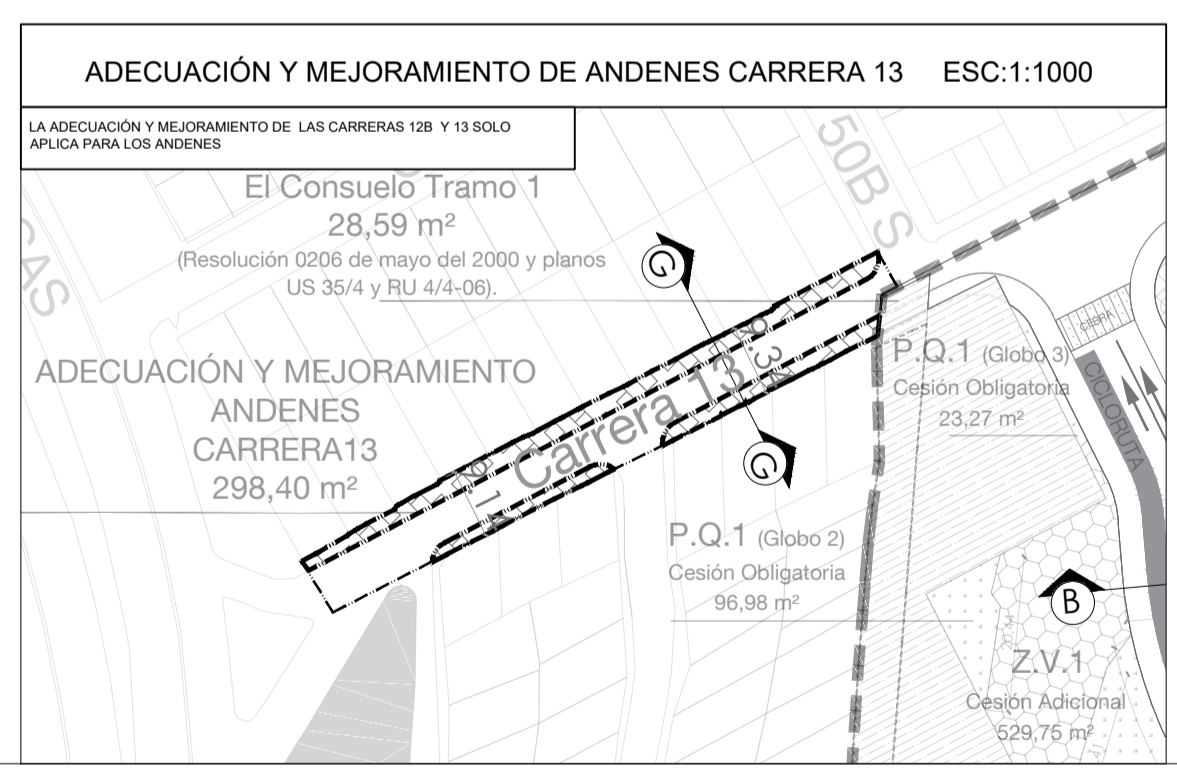 ADECUACIÓN Y MEJORAMIENTO DE ANDENES CARRERA 13 ESC:1:1000
LA ADECUACIÓN Y MEJORAMIENTO DE LAS CARRERAS 12B Y 13 SOLO
APLICA PARA LOS ANDENES
El Consuelo Tramo 1
28,59 m²
(Resolución 0206 de mayo del 2000 y planos
US 35/4 y RU 4/4-06).
50B S
CAS
G
ADECUACIÓN Y MEJORAMIENTO
ANDENES
CARRERA13
298,40 m²
9.34
Carrera 13
9.14
G
P.Q.1 (Globo 3)
Cesión Obligatoria
23,27 m²
CEBRA
CICLORUTA
P.Q.1 (Globo 2)
Cesión Obligatoria
96,98 m²
B
Z.V.1
Cesión Adicional
529,75 m²